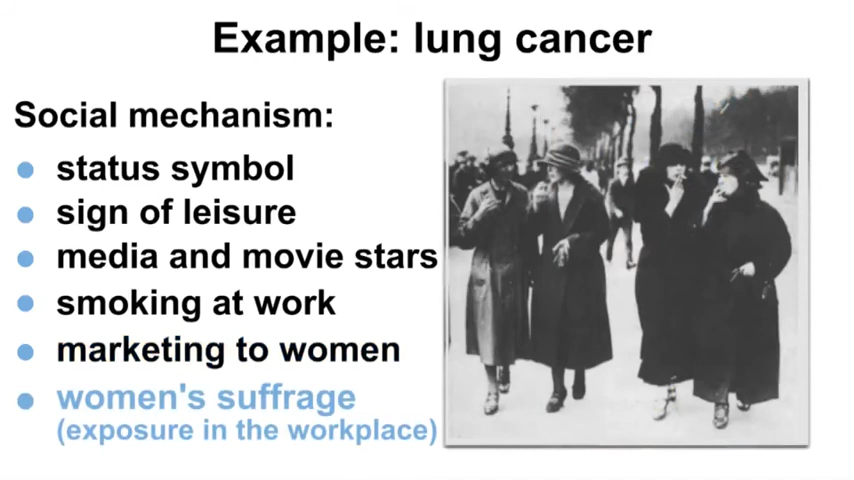 Example: lung cancer
Social mechanism:
status symbol
sign of leisure
media and movie stars
smoking at work
marketing to women
women's suffrage
(exposure in the workplace)